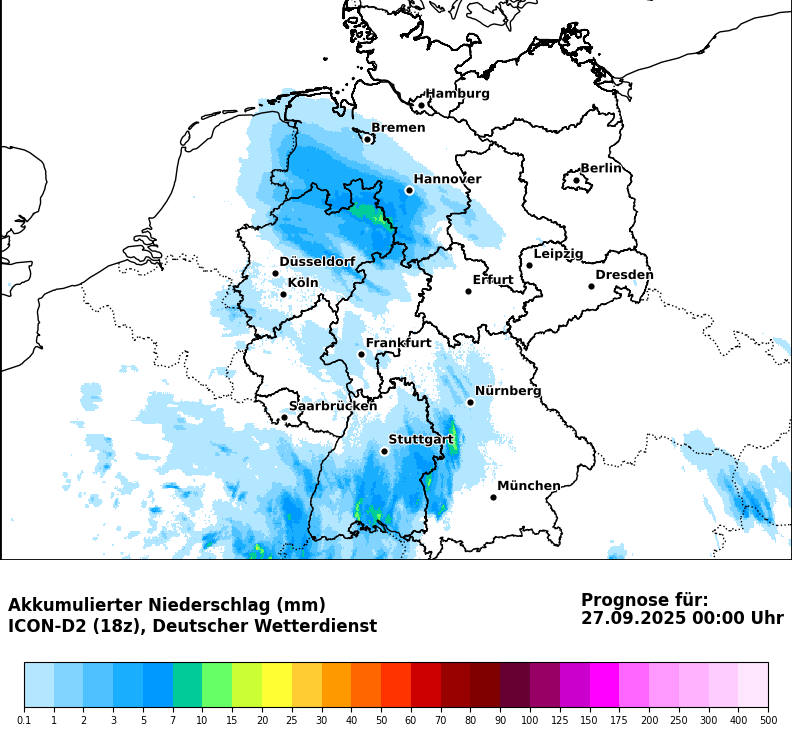 Hamburg
Bremen
Berlin
Hannover
Leipzig
Düsseldorf
Dresden
Köln
Erfurt
Frankfurt
Nürnberg
Saarbrücken
Stuttgart
München
Akkumulierter Niederschlag (mm)
ICON-D2 (18z), Deutscher Wetterdienst
Prognose für:
27.09.2025 00:00 Uhr
0.1 1 2 3 5 7 10 15 20 25 30 40 50 60 70 80 90 100 125 150 175 200 250 300 400 500